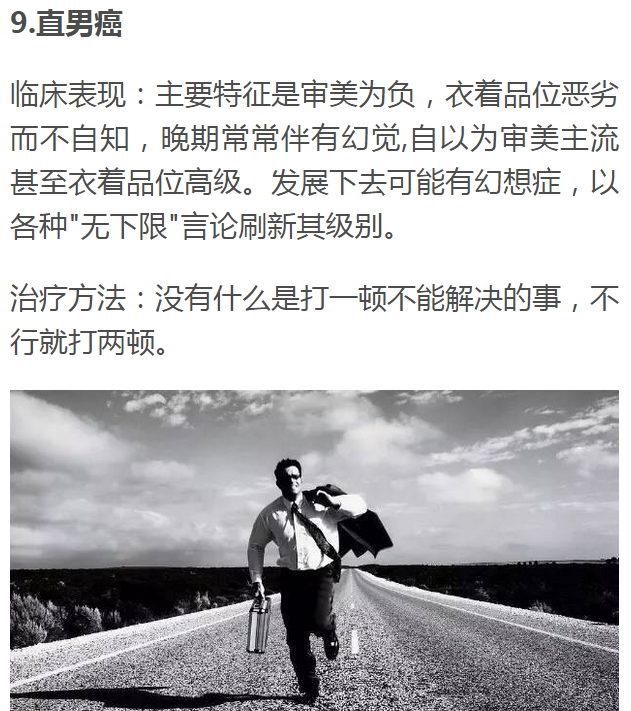 9.直男癌
临床表现：主要特征是审美为负，衣着品位恶劣
而不自知，晚期常常伴有幻觉,自以为审美主流
甚至衣着品位高级。发展下去可能有幻想症，以
各种"无下限"言论刷新其级别。
治疗方法：没有什么是打一顿不能解决的事，不
行就打两顿。